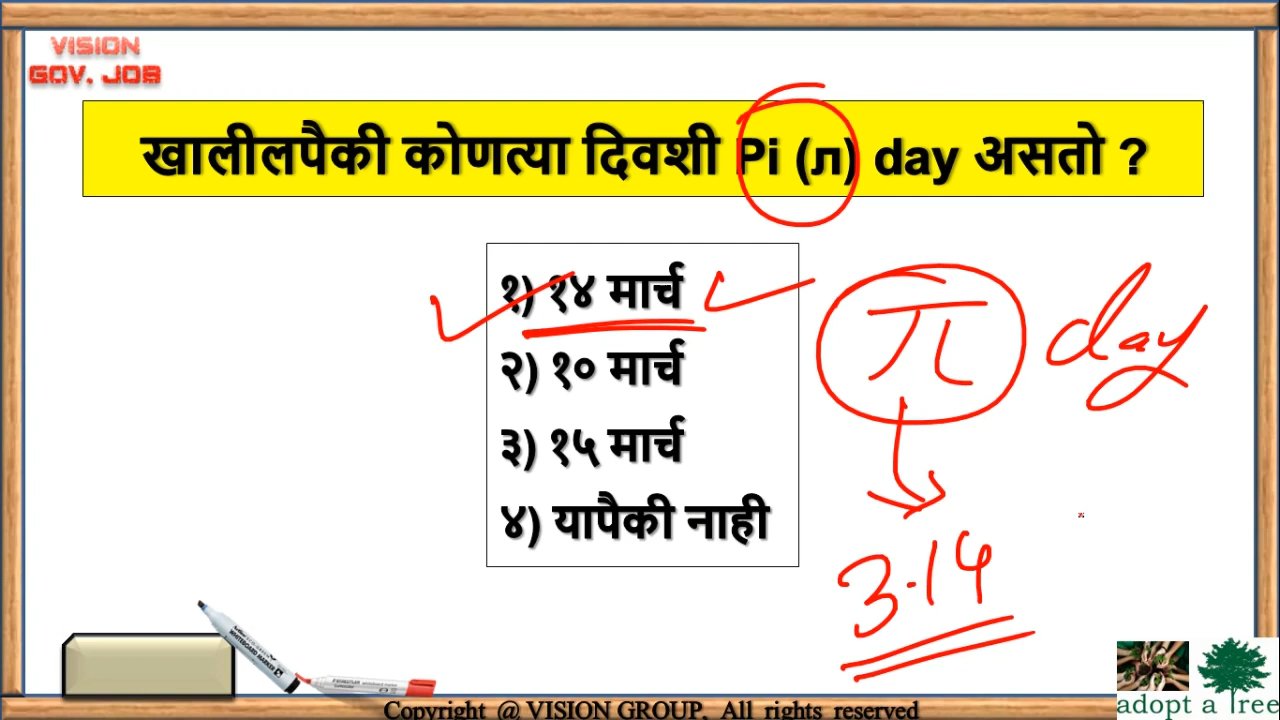 VISION
GOV. JOB
खालीलपैकी कोणत्या दिवशी Pi (л) day असतो ?
१) १४ मार्च
२) १० मार्च
३) १५ मार्च
४) यापैकी नाही
π day
3.14
adopt a tree
Copyright @ VISION GROUP. All rights reserved